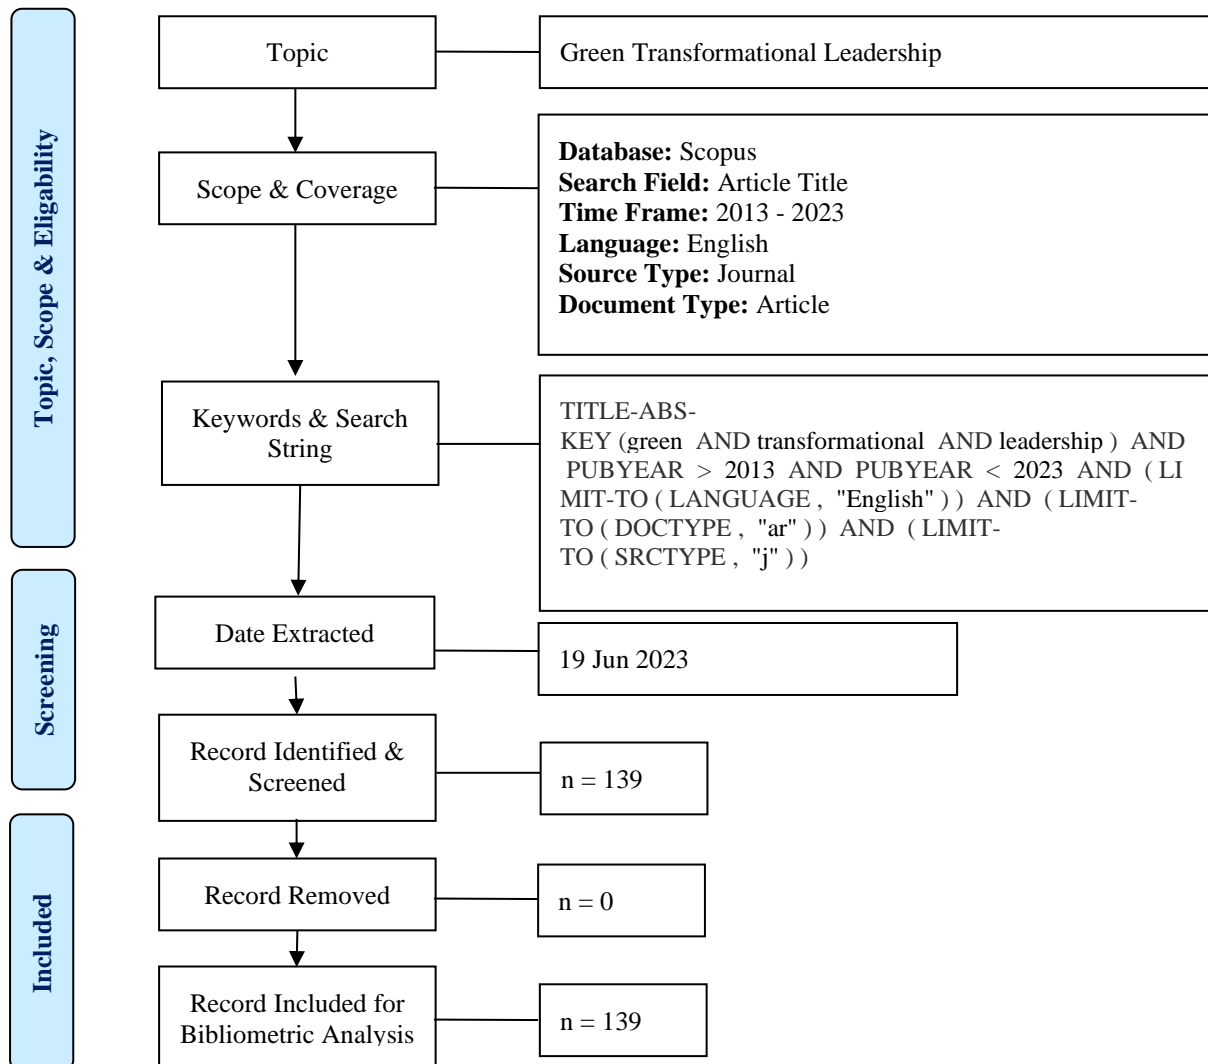 Topic, Scope & Eligability
Topic
Green Transformational Leadership
Scope & Coverage
Database: Scopus
Search Field: Article Title
Time Frame: 2013 - 2023
Language: English
Source Type: Journal
Document Type: Article
Keywords & Search
String
TITLE-ABS-
KEY (green AND transformational AND leadership ) AND
PUBYEAR > 2013 AND PUBYEAR < 2023 AND ( LI
MIT-TO ( LANGUAGE , "English" ) ) AND ( LIMIT-
TO ( DOCTYPE , "ar" ) ) AND ( LIMIT-
TO ( SRCTYPE , "j" ) )
Screening
Date Extracted
19 Jun 2023
Record Identified &
Screened
n = 139
Included
Record Removed
n = 0
Record Included for
Bibliometric Analysis
n = 139